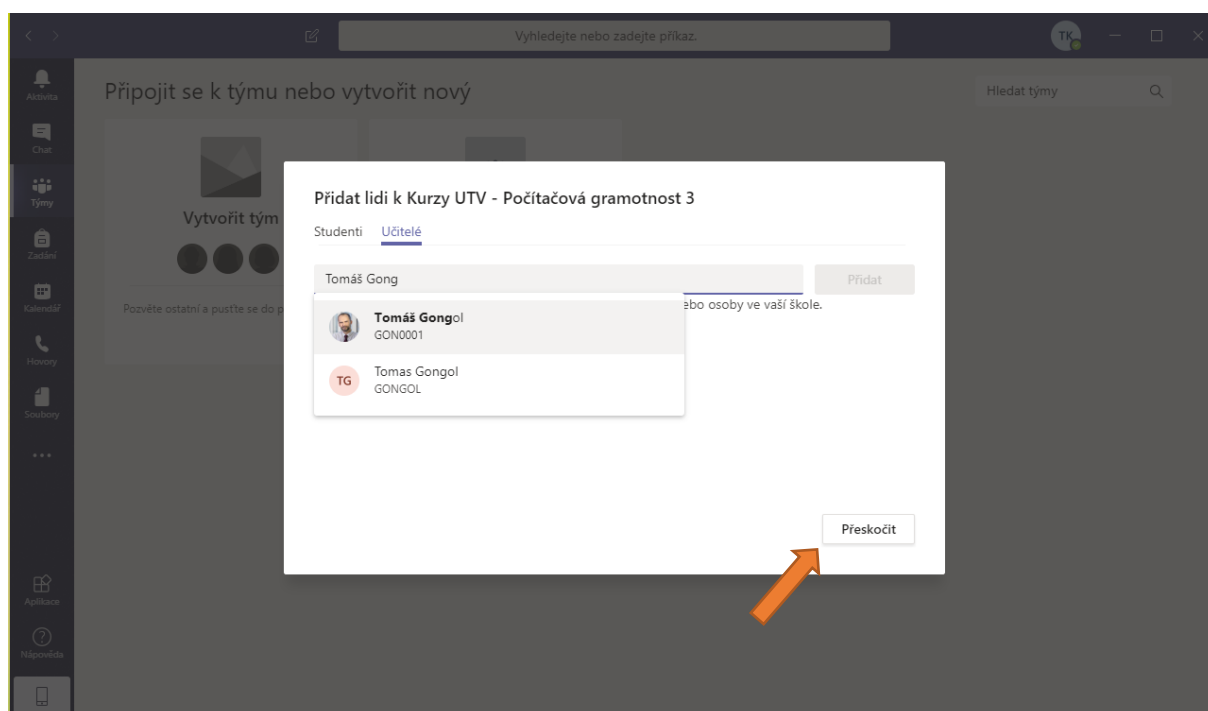 Vyhledejte nebo zadejte příkaz.
TK
Aktivita
Chat
Týmy
Zadání
Kalendář
Hovory
Soubory
Aplikace
Nápověda
Připojit se k týmu nebo vytvořit nový
Hledat týmy
Vytvořit tým
Pozvěte ostatní a pusťte se do p
Přidat lidi k Kurzy UTV - Počítačová gramotnost 3
Studenti Učitelé
Tomáš Gong
Přidat
ebo osoby ve vaší škole.
Tomáš Gongol
GON0001
TG
Tomas Gongol
GONGOL
Přeskočit